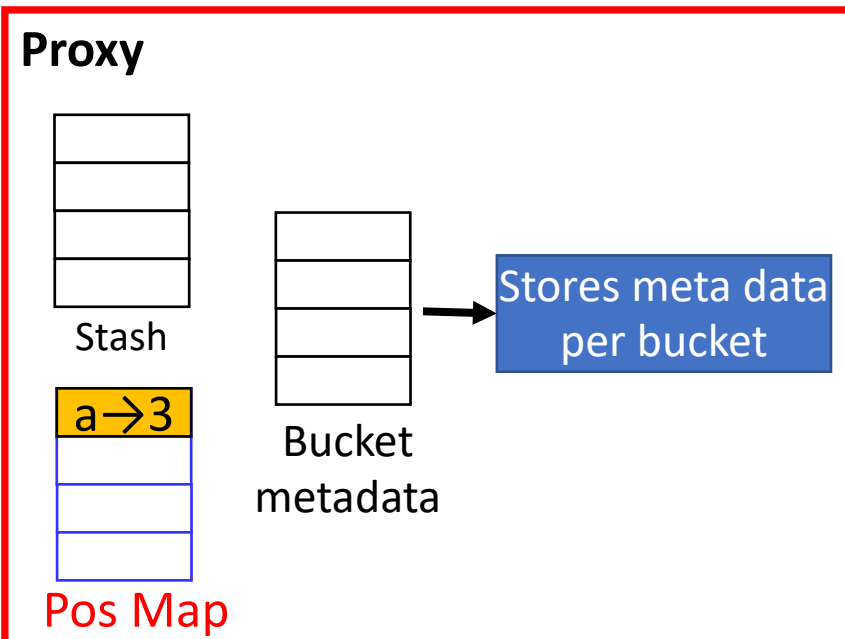 Proxy
Stash
a→3
Pos Map
Bucket
metadata
Stores meta data
per bucket